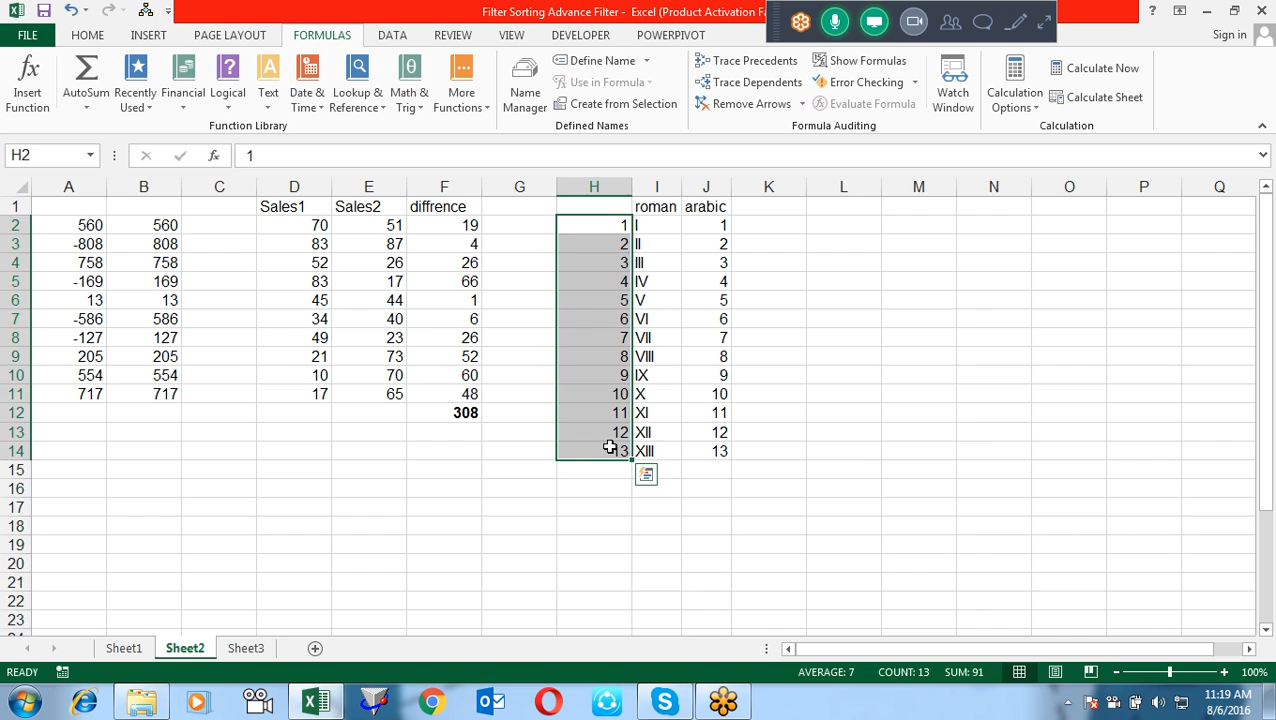 Filter Sorting Advance Filter - Excel (Product Activation Fa
Sign in
FILE HOME INSERT PAGE LAYOUT FORMULAS DATA REVIEW VIEW DEVELOPER POWERPIVOT
Insert Function
AutoSum
Recently Used
Financial
Logical
Text
Date & Time
Lookup & Reference
Math & Trig
More Functions
Function Library
Name Manager
Define Name
Use in Formula
Create from Selection
Defined Names
Trace Precedents
Trace Dependents
Remove Arrows
Show Formulas
Error Checking
Evaluate Formula
Formula Auditing
Watch Window
Calculation Options
Calculate Now
Calculate Sheet
Calculation
H2 fx 1
A B C D E F G H I J K L M N O P Q
1 Sales1 Sales2 diffrence roman arabic
2 560 560 70 51 19 1 I 1
3 -808 808 83 87 4 2 II 2
4 758 758 52 26 26 3 III 3
5 -169 169 83 17 66 4 IV 4
6 13 13 45 44 1 5 V 5
7 -586 586 34 40 6 6 VI 6
8 -127 127 49 23 26 7 VII 7
9 205 205 21 73 52 8 VIII 8
10 554 554 10 70 60 9 IX 9
11 717 717 17 65 48 10 X 10
12 308 11 XI 11
13 12 XII 12
14 13 XIII 13
15
16
17
18
19
20
21
22
23
Sheet1 Sheet2 Sheet3
READY AVERAGE: 7 COUNT: 13 SUM: 91 100%
11:19 AM
8/6/2016